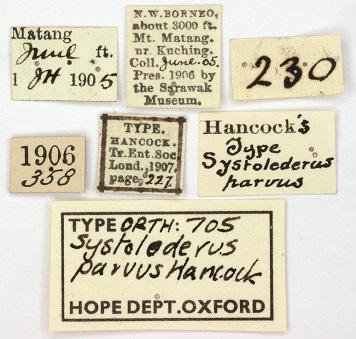 Matang
June ft.
1 JH 1905
N.W. BORNEO,
about 3000 ft.
Mt. Matang.
nr. Kuching.
Coll. June.05.
Pres. 1906 by
the Sarawak
Museum.
230
1906
358
TYPE.
HANCOCK.
Tr. Ent. Soc.
Lond., 1907,
page, 227.
Hancock's
Type
Systolederus
parvus
TYPE ORTH: 705
Systolederus
parvus Hancock
HOPE DEPT. OXFORD